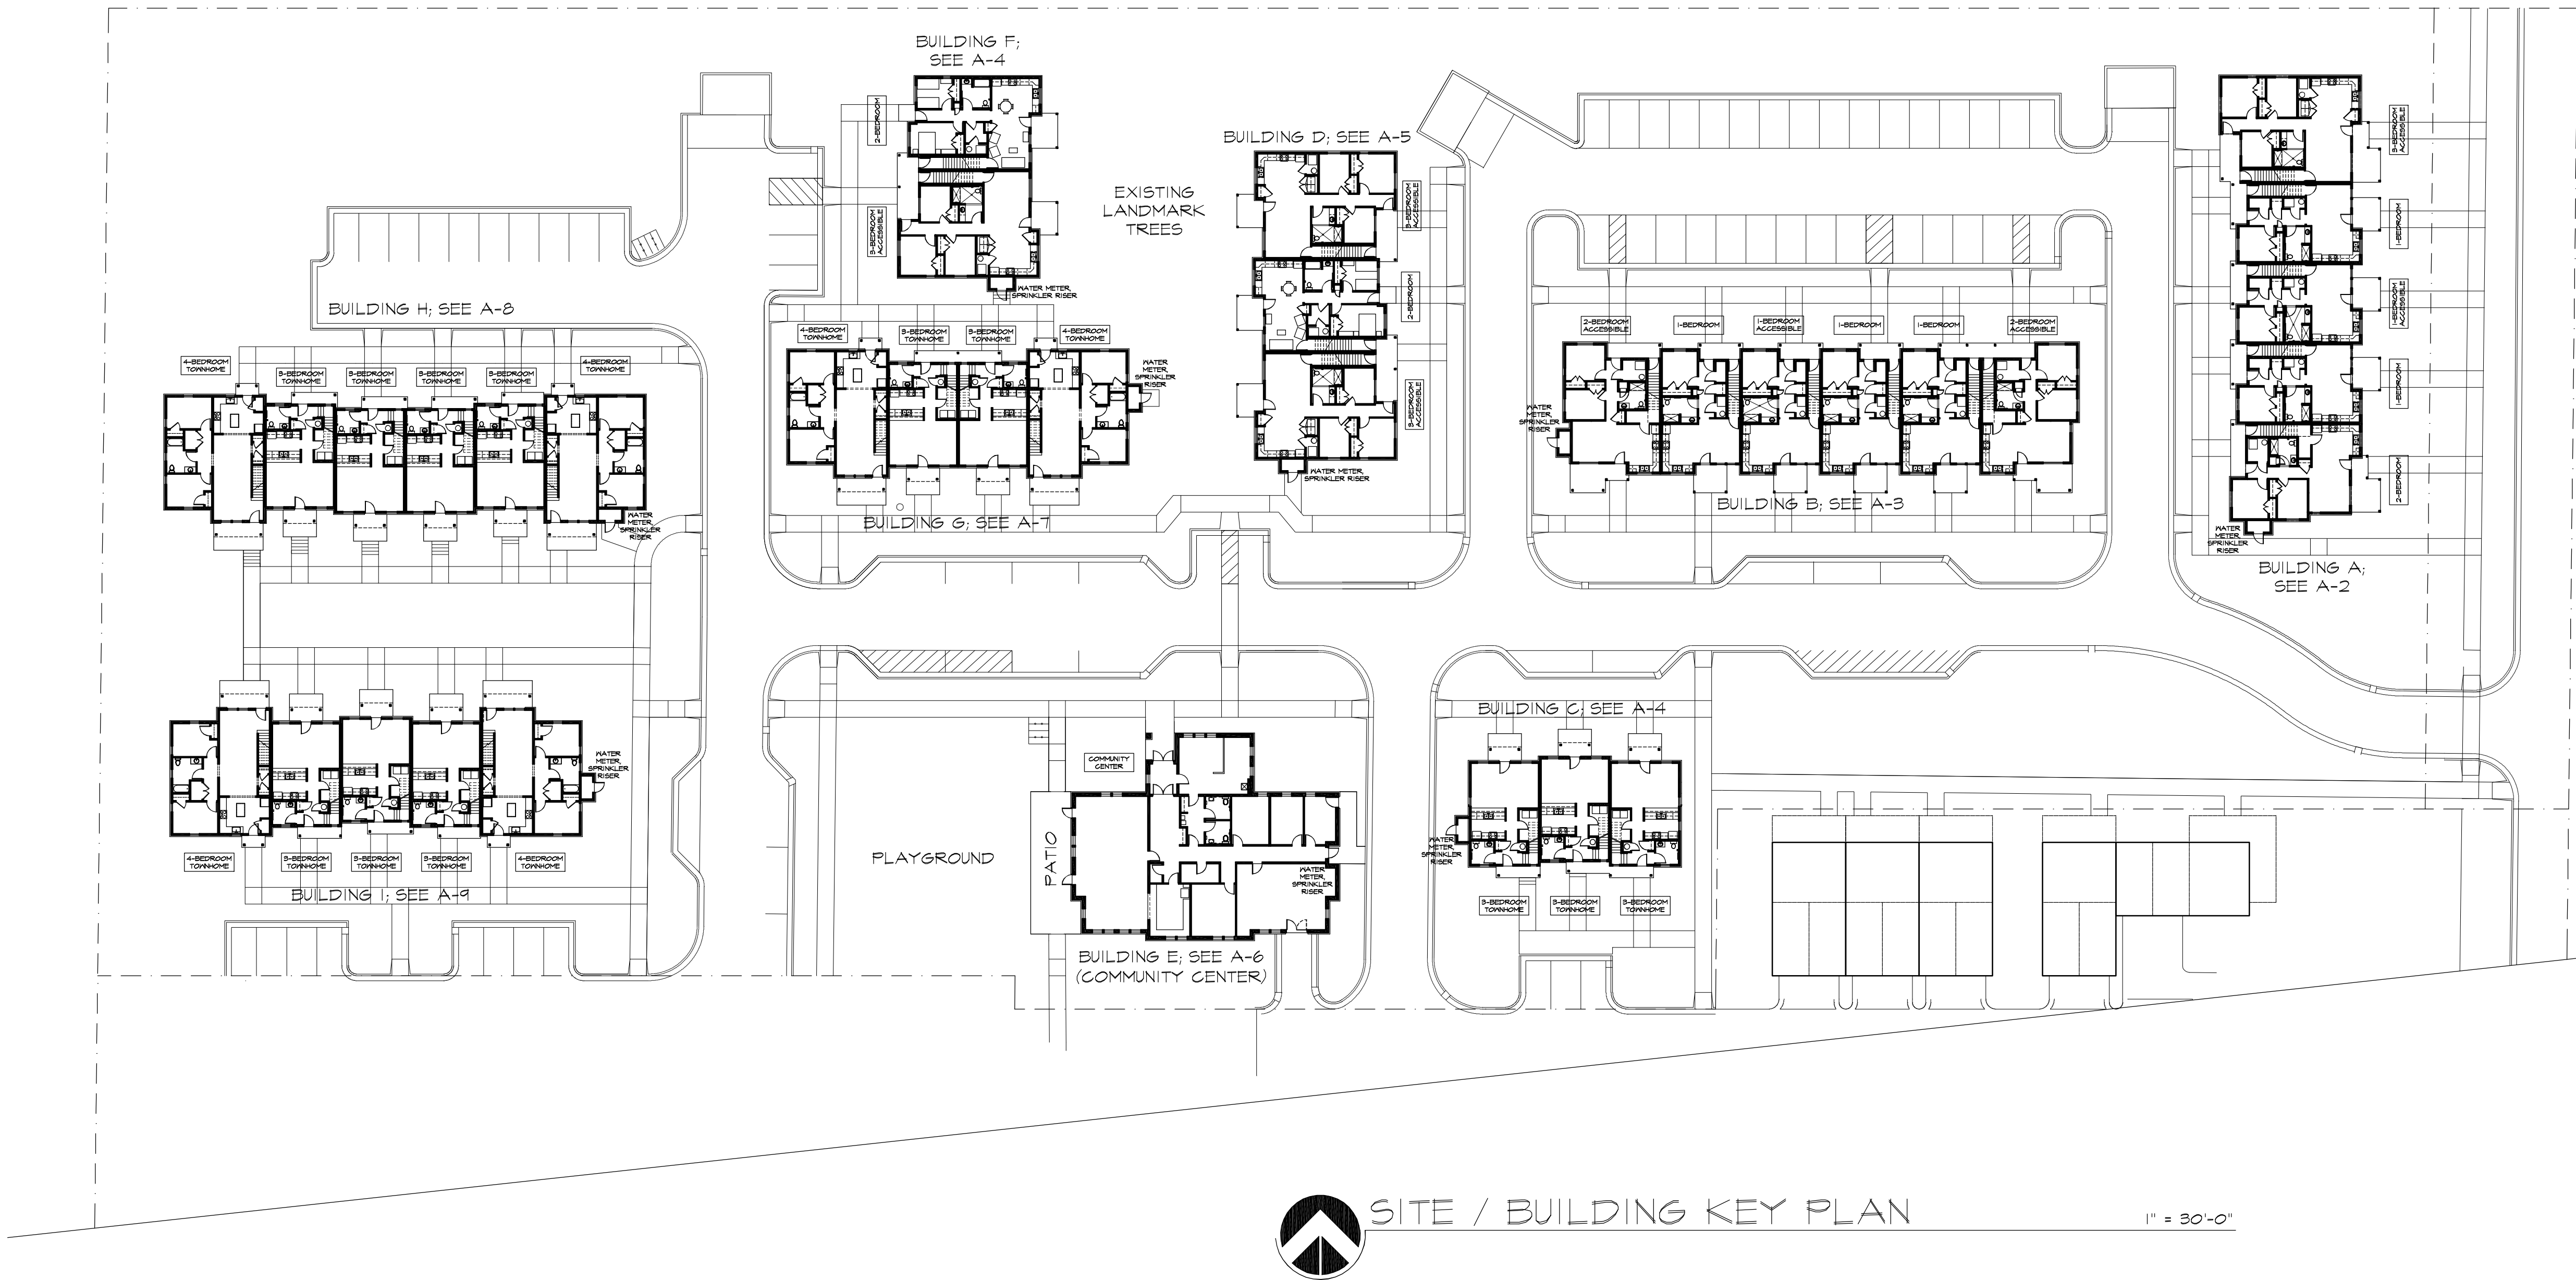 BUILDING F;
SEE A-4
2-BEDROOM
3-BEDROOM
ACCESSIBLE
WATER METER,
SPRINKLER RISER
EXISTING
LANDMARK
TREES
BUILDING D; SEE A-5
3-BEDROOM
ACCESSIBLE
2-BEDROOM
3-BEDROOM
ACCESSIBLE
WATER METER,
SPRINKLER RISER
3-BEDROOM
ACCESSIBLE
1-BEDROOM
1-BEDROOM
ACCESSIBLE
1-BEDROOM
2-BEDROOM
WATER
METER,
SPRINKLER
RISER
BUILDING A;
SEE A-2
BUILDING H; SEE A-8
4-BEDROOM
TOWNHOME
3-BEDROOM
TOWNHOME
3-BEDROOM
TOWNHOME
3-BEDROOM
TOWNHOME
3-BEDROOM
TOWNHOME
4-BEDROOM
TOWNHOME
WATER
METER,
SPRINKLER
RISER
4-BEDROOM
TOWNHOME
3-BEDROOM
TOWNHOME
3-BEDROOM
TOWNHOME
4-BEDROOM
TOWNHOME
WATER
METER,
SPRINKLER
RISER
BUILDING G; SEE A-7
2-BEDROOM
ACCESSIBLE
1-BEDROOM
1-BEDROOM
ACCESSIBLE
1-BEDROOM
1-BEDROOM
2-BEDROOM
ACCESSIBLE
WATER
METER,
SPRINKLER
RISER
BUILDING B; SEE A-3
WATER
METER,
SPRINKLER
RISER
4-BEDROOM
TOWNHOME
3-BEDROOM
TOWNHOME
3-BEDROOM
TOWNHOME
3-BEDROOM
TOWNHOME
4-BEDROOM
TOWNHOME
BUILDING I; SEE A-9
COMMUNITY
CENTER
PLAYGROUND
PATIO
WATER
METER,
SPRINKLER
RISER
BUILDING E; SEE A-6
(COMMUNITY CENTER)
BUILDING C; SEE A-4
WATER
METER,
SPRINKLER
RISER
3-BEDROOM
TOWNHOME
3-BEDROOM
TOWNHOME
3-BEDROOM
TOWNHOME
SITE / BUILDING KEY PLAN
1" = 30'-0"